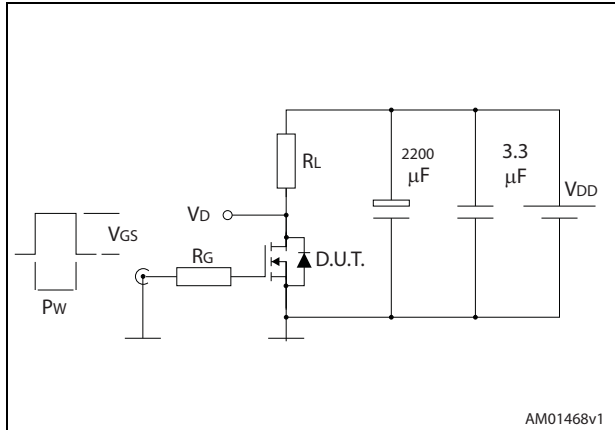 RL
2200
μF
3.3
μF
VDD
VD
VGS
RG
D.U.T.
PW
AM01468v1